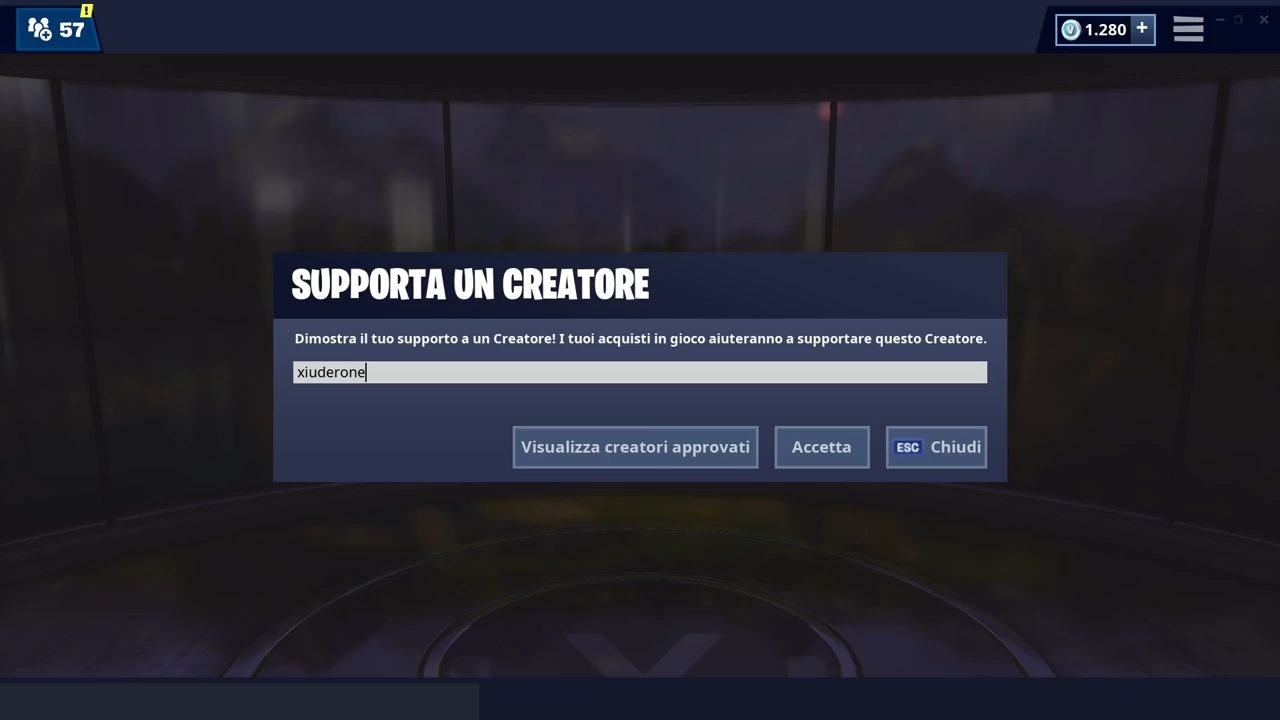 57
!
1.280 +
SUPPORTA UN CREATORE
Dimostra il tuo supporto a un Creatore! I tuoi acquisti in gioco aiuteranno a supportare questo Creatore.
xiuderone
Visualizza creatori approvati
Accetta
ESC Chiudi